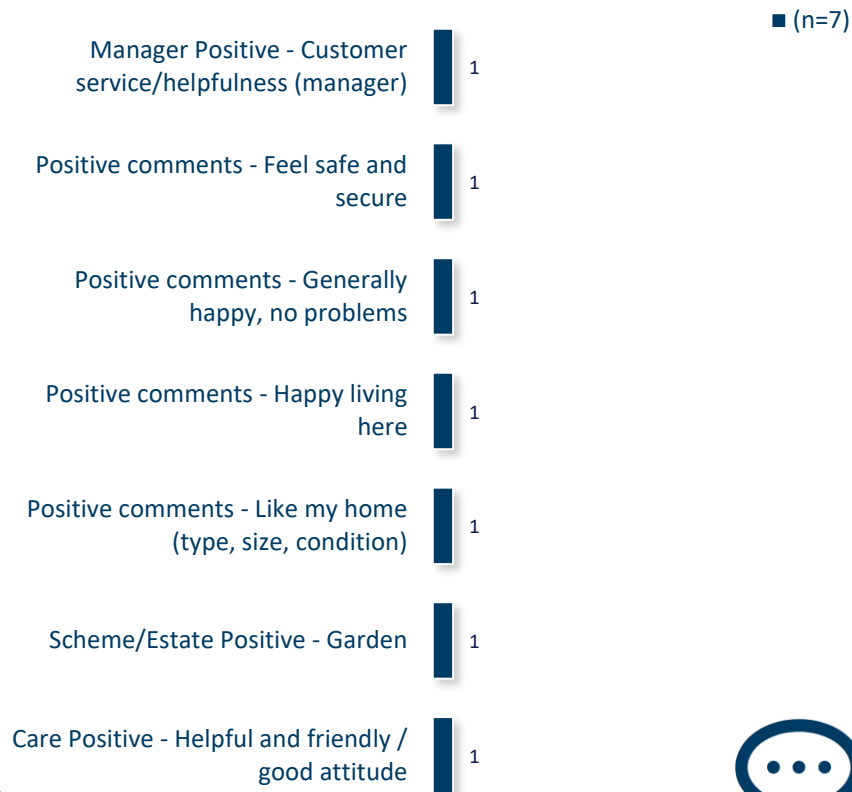 (n=7)
Manager Positive - Customer
service/helpfulness (manager)
1
Positive comments - Feel safe and
secure
1
Positive comments - Generally
happy, no problems
1
Positive comments - Happy living
here
1
Positive comments - Like my home
(type, size, condition)
1
Scheme/Estate Positive - Garden
1
Care Positive - Helpful and friendly /
good attitude
1